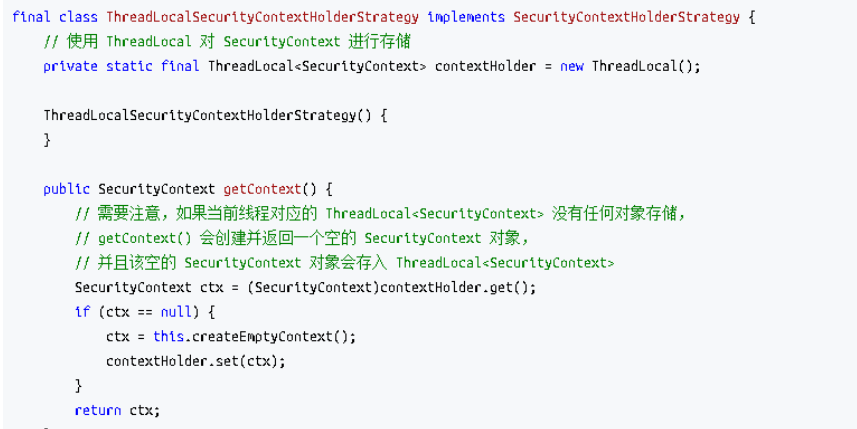 final class ThreadLocalSecurityContextHolderStrategy implements SecurityContextHolderStrategy {
    // 使用 ThreadLocal 对 SecurityContext 进行存储
    private static final ThreadLocal<SecurityContext> contextHolder = new ThreadLocal();

    ThreadLocalSecurityContextHolderStrategy() {
    }

    public SecurityContext getContext() {
        // 需要注意，如果当前线程对应的 ThreadLocal<SecurityContext> 没有任何对象存储，
        // getContext() 会创建并返回一个空的 SecurityContext 对象，
        // 并且该空的 SecurityContext 对象会存入 ThreadLocal<SecurityContext>
        SecurityContext ctx = (SecurityContext)contextHolder.get();
        if (ctx == null) {
            ctx = this.createEmptyContext();
            contextHolder.set(ctx);
        }
        return ctx;